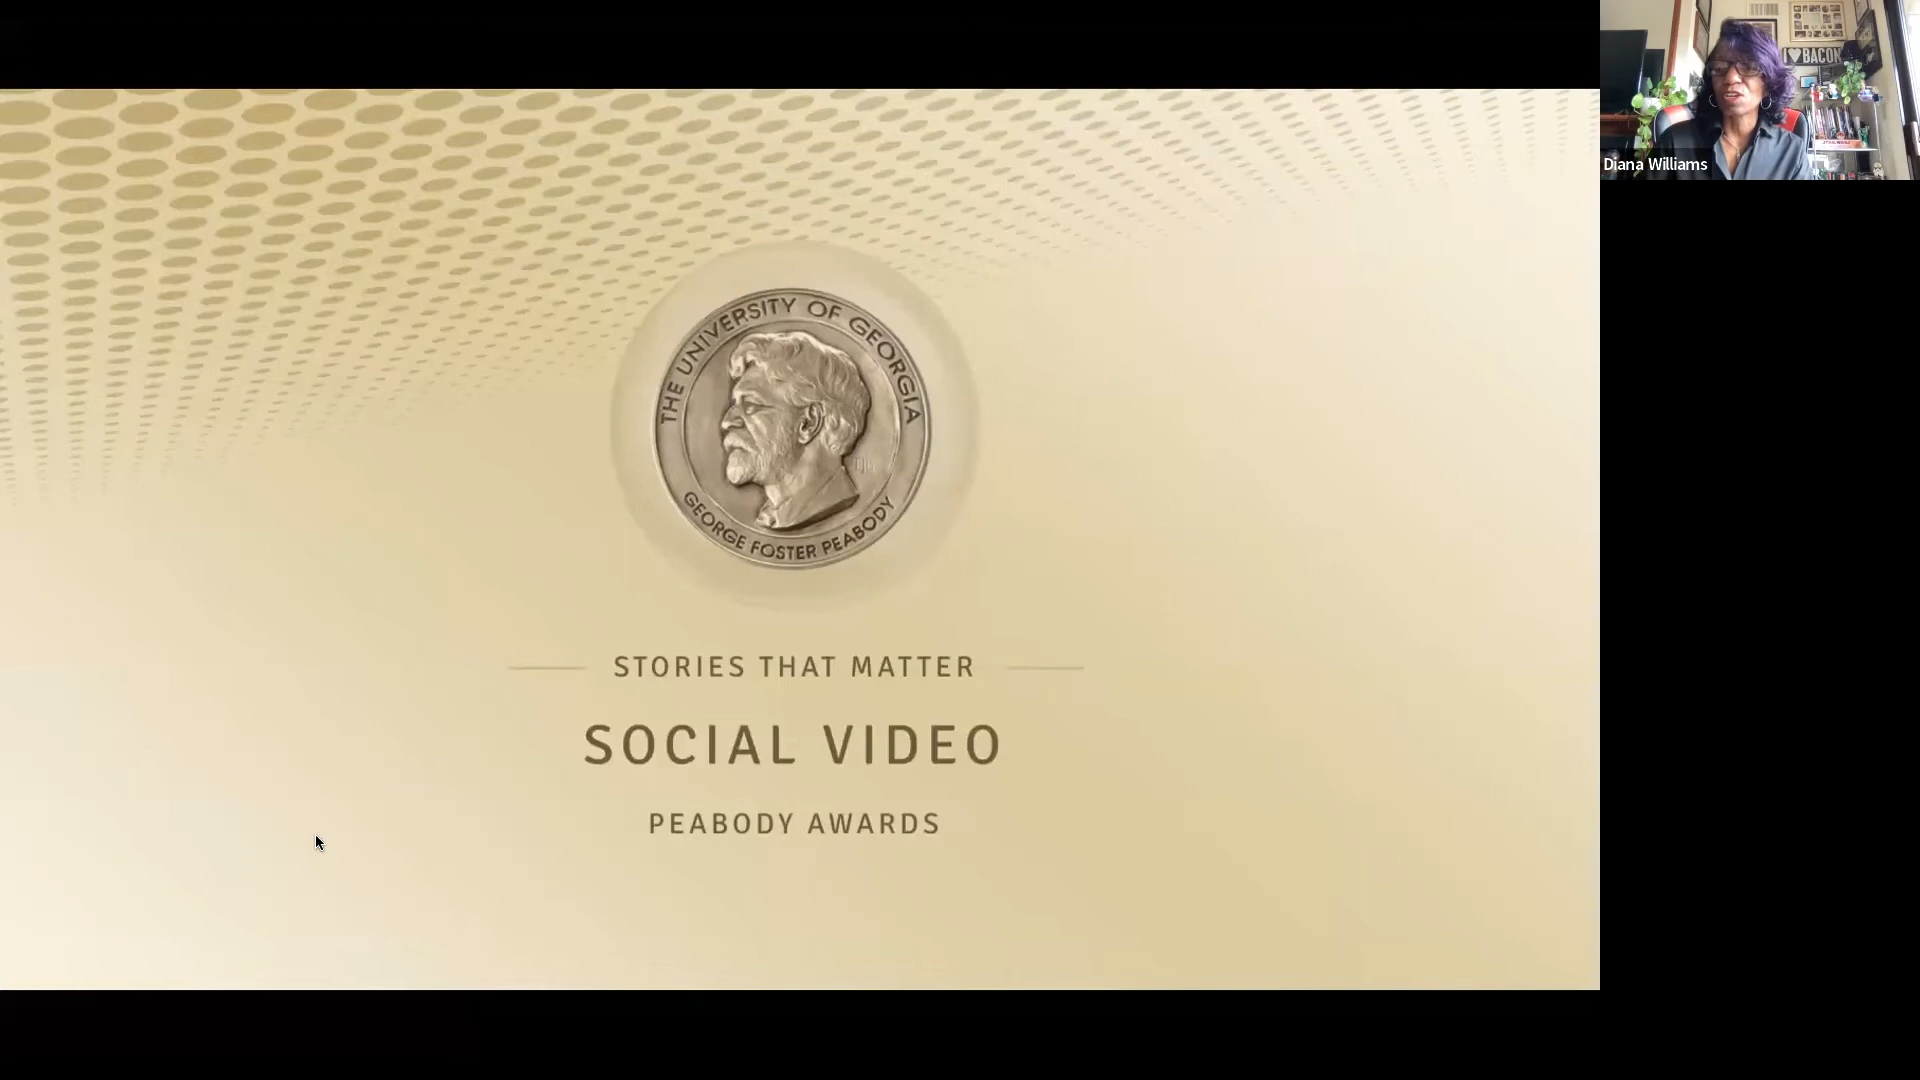 THE UNIVERSITY OF GEORGIA
GEORGE FOSTER PEABODY
STORIES THAT MATTER
SOCIAL VIDEO
PEABODY AWARDS
I ♥ BACON
Diana Williams